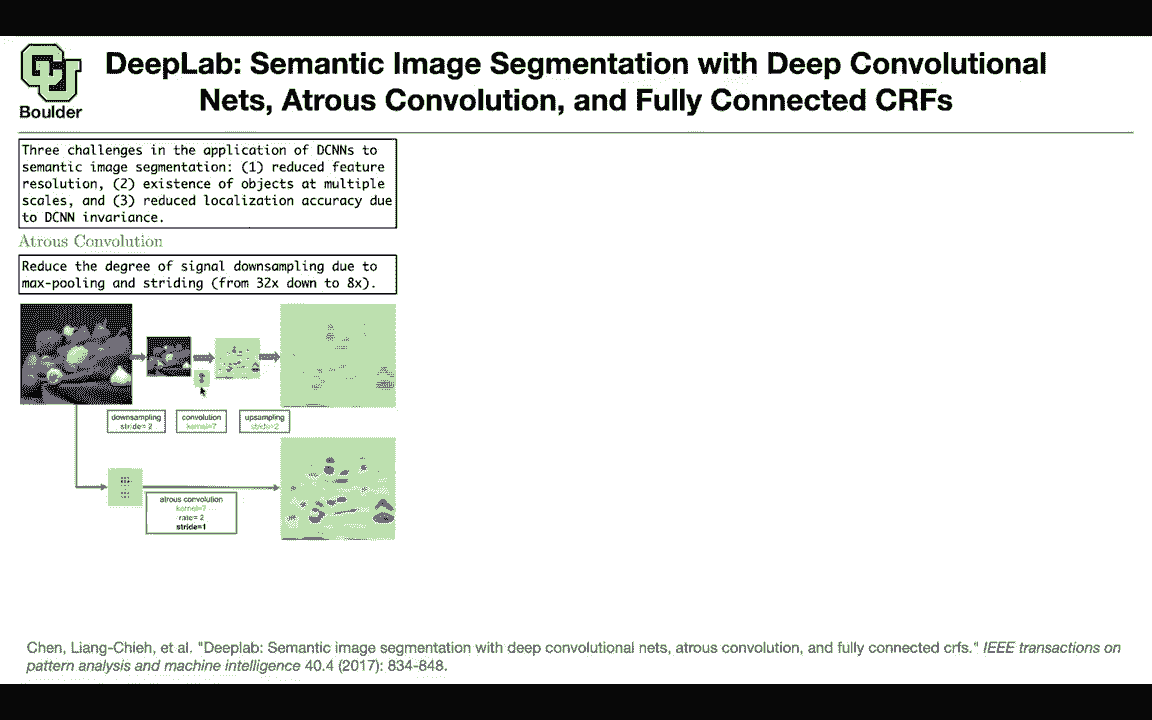 DeepLab: Semantic Image Segmentation with Deep Convolutional
Nets, Atrous Convolution, and Fully Connected CRFs
Boulder
Three challenges in the application of DCNNs to
semantic image segmentation: (1) reduced feature
resolution, (2) existence of objects at multiple
scales, and (3) reduced localization accuracy due
to DCNN invariance.
Atrous Convolution
Reduce the degree of signal downsampling due to
max-pooling and striding (from 32x down to 8x).
downsampling
stride= 2
convolution
kernel=7
upsampling
stride=2
atrous convolution
kernel=7
rate= 2
stride=1
Chen, Liang-Chieh, et al. "Deeplab: Semantic image segmentation with deep convolutional nets, atrous convolution, and fully connected crfs." IEEE transactions on
pattern analysis and machine intelligence 40.4 (2017): 834-848.